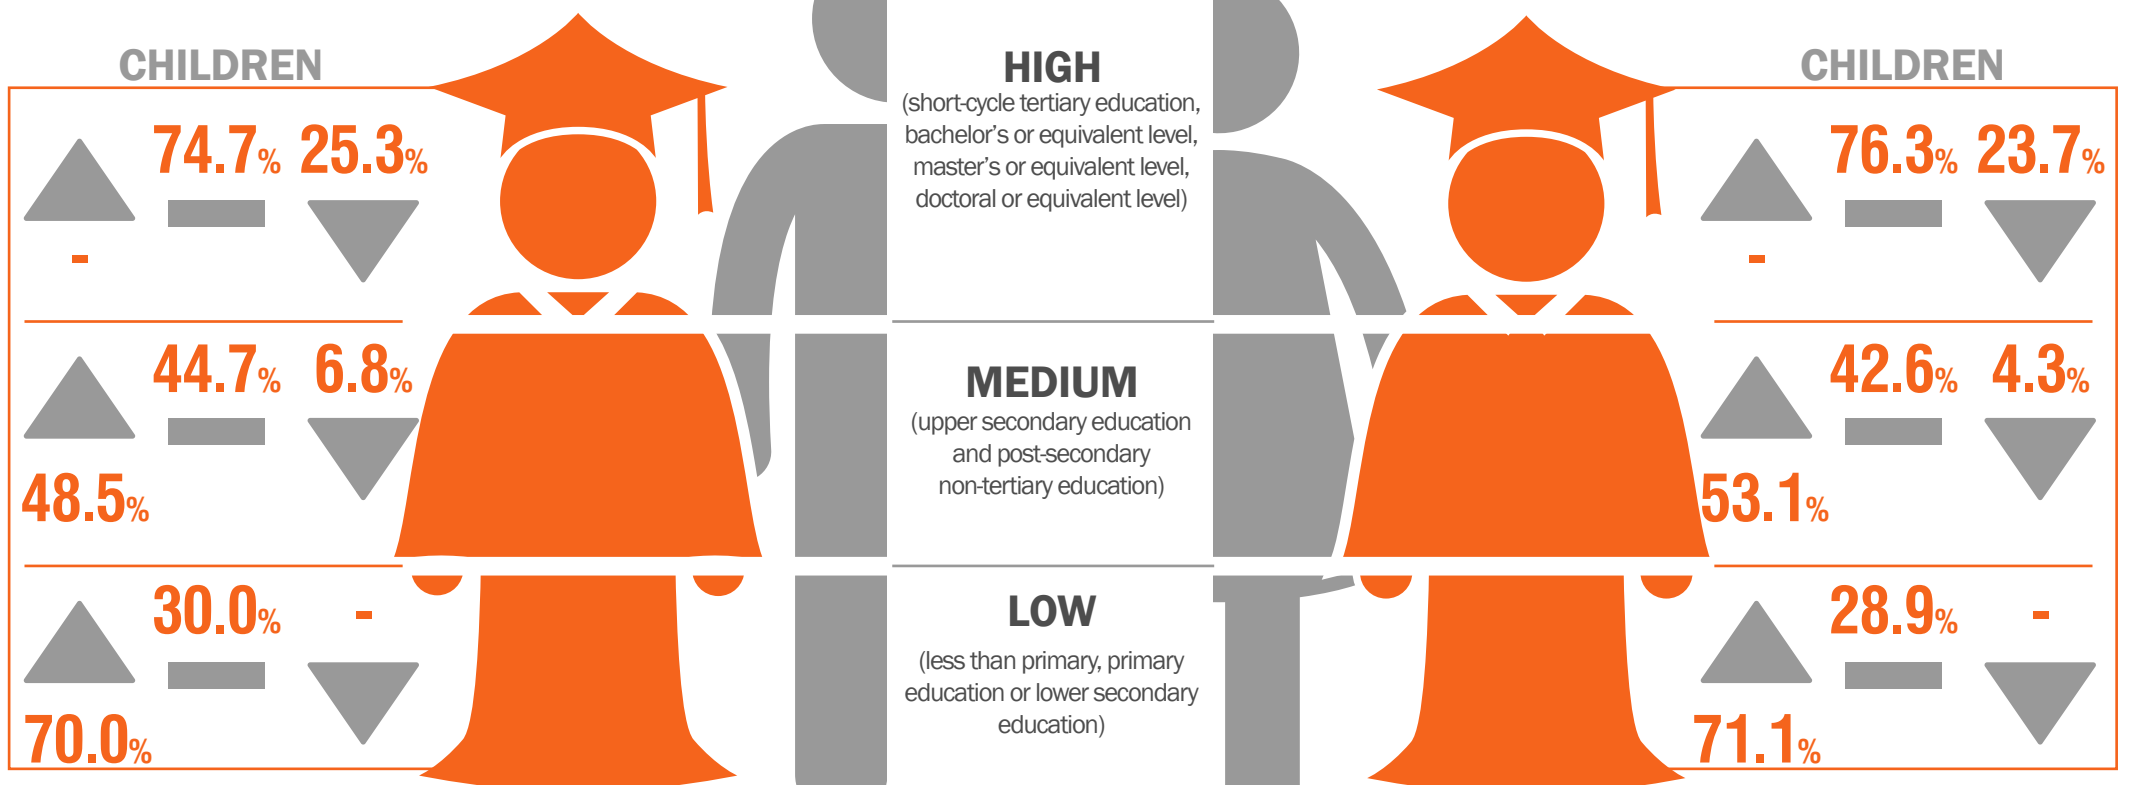 CHILDREN
74.7% 25.3%
-
44.7% 6.8%
48.5%
30.0% -
70.0%
HIGH
(short-cycle tertiary education,
bachelor's or equivalent level,
master's or equivalent level,
doctoral or equivalent level)
MEDIUM
(upper secondary education
and post-secondary
non-tertiary education)
LOW
(less than primary, primary
education or lower secondary
education)
CHILDREN
76.3% 23.7%
-
42.6% 4.3%
53.1%
28.9% -
71.1%